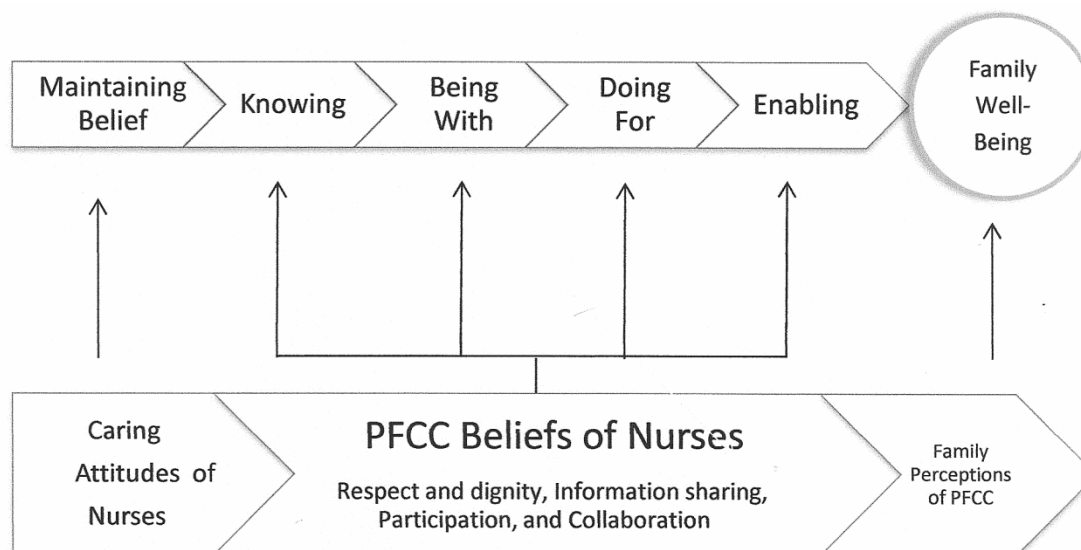 Maintaining
Belief
Knowing
Being
With
Doing
For
Enabling
Family
Well-
Being
Caring
Attitudes of
Nurses
PFCC Beliefs of Nurses
Respect and dignity, Information sharing,
Participation, and Collaboration
Family
Perceptions
of PFCC